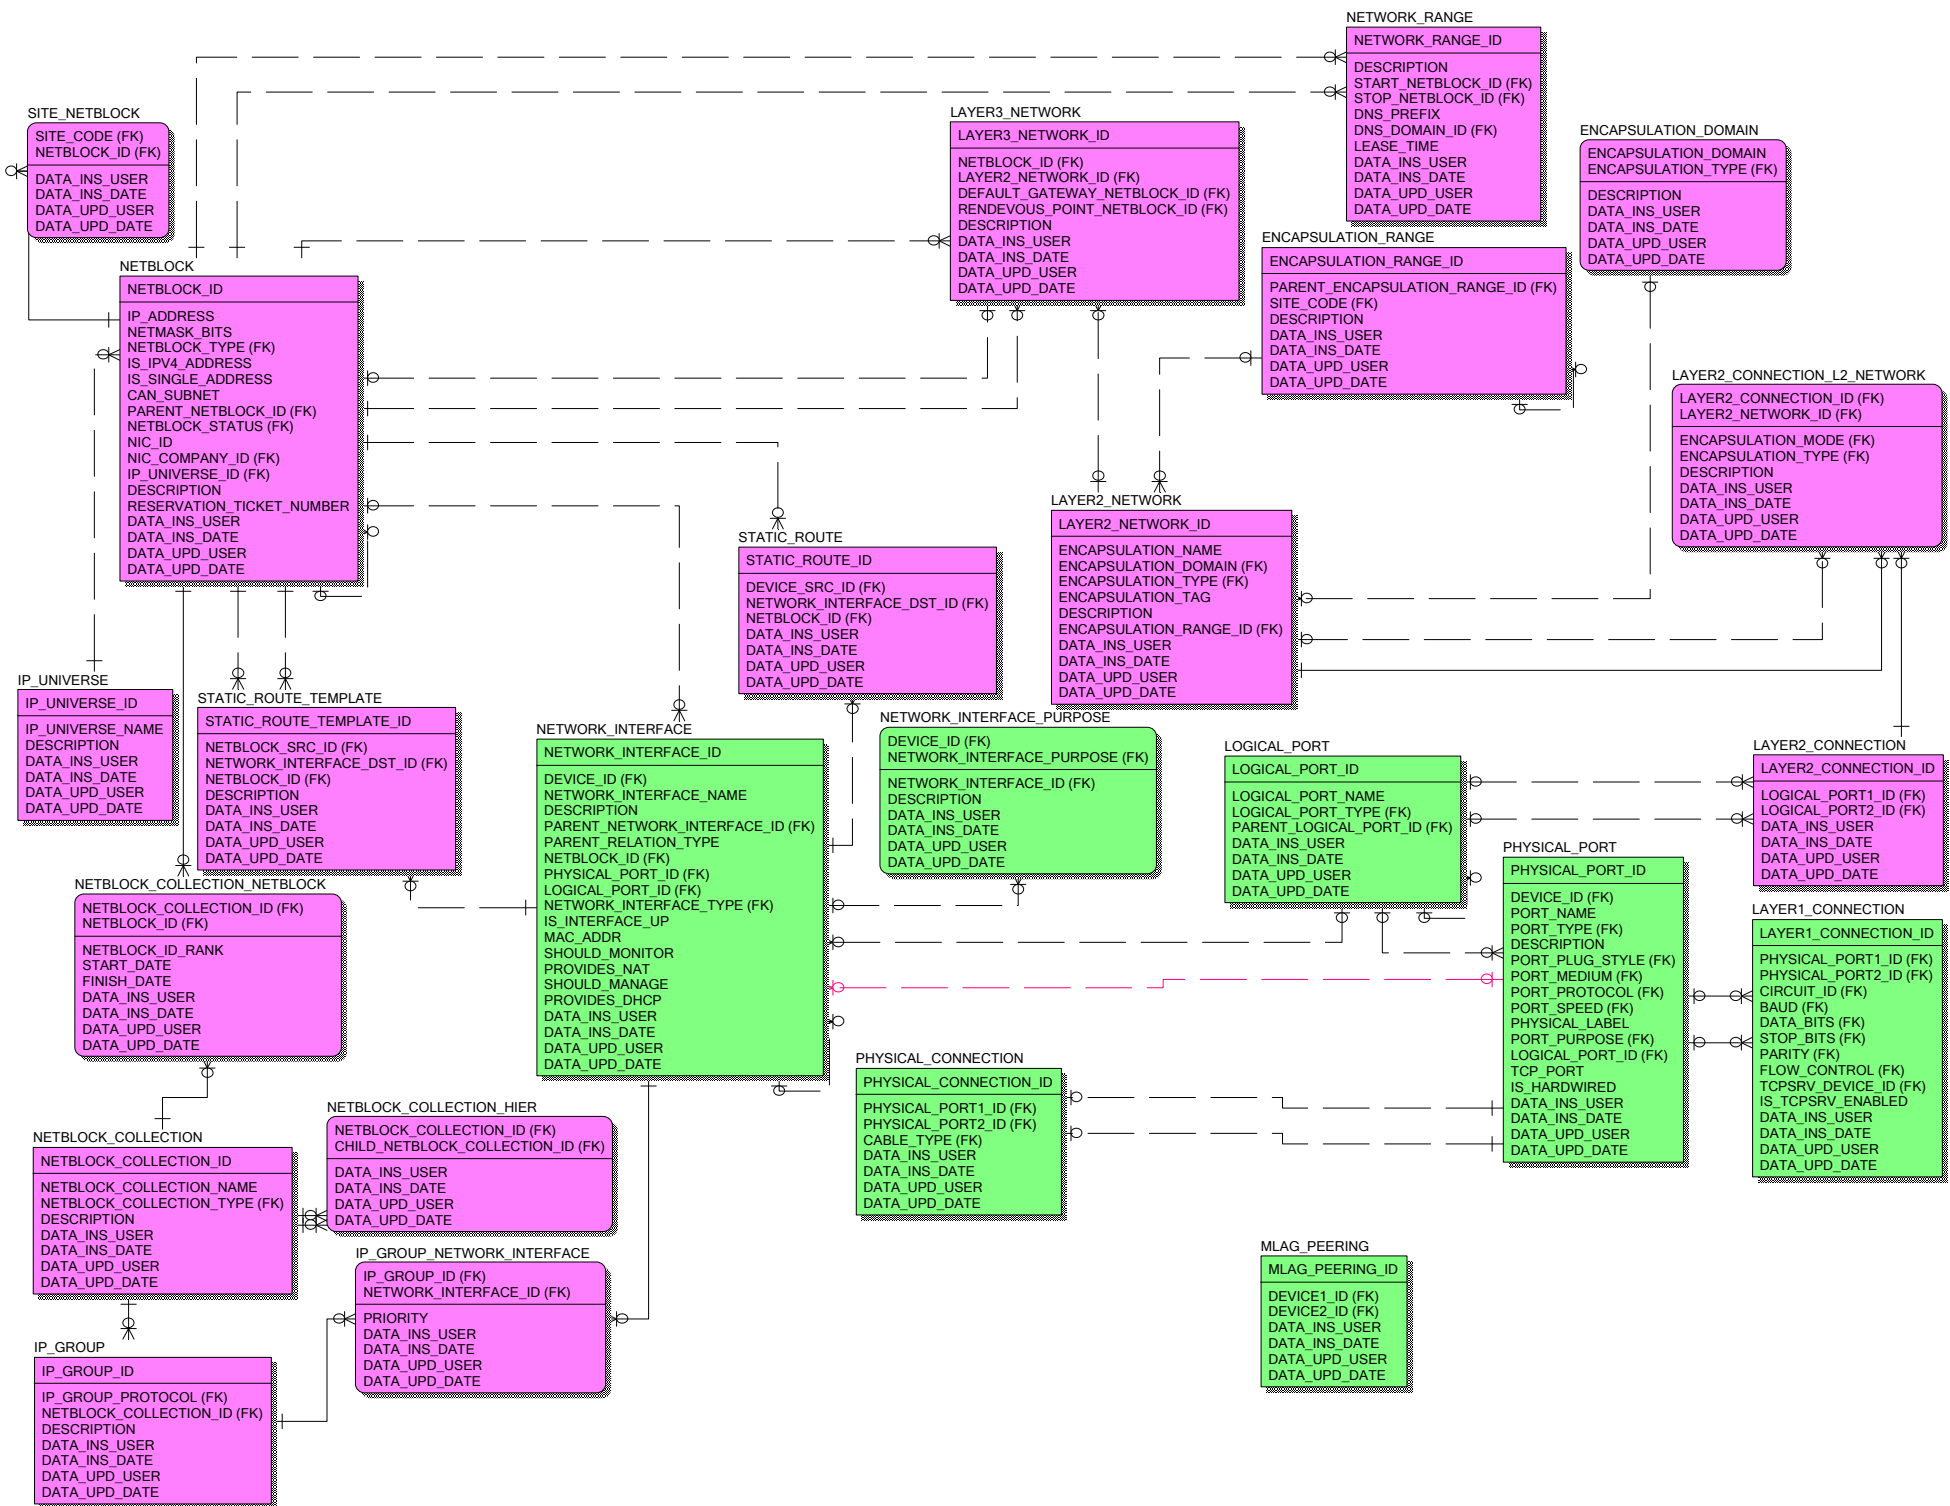 NETWORK_RANGE
NETWORK_RANGE_ID
DESCRIPTION
START_NETBLOCK_ID (FK)
STOP_NETBLOCK_ID (FK)
DNS_PREFIX
DNS_DOMAIN_ID (FK)
LEASE_TIME
DATA_INS_USER
DATA_INS_DATE
DATA_UPD_USER
DATA_UPD_DATE
SITE_NETBLOCK
SITE_CODE (FK)
NETBLOCK_ID (FK)
DATA_INS_USER
DATA_INS_DATE
DATA_UPD_USER
DATA_UPD_DATE
LAYER3_NETWORK
LAYER3_NETWORK_ID
NETBLOCK_ID (FK)
LAYER2_NETWORK_ID (FK)
DEFAULT_GATEWAY_NETBLOCK_ID (FK)
RENDEVOUS_POINT_NETBLOCK_ID (FK)
DESCRIPTION
DATA_INS_USER
DATA_INS_DATE
DATA_UPD_USER
DATA_UPD_DATE
ENCAPSULATION_DOMAIN
ENCAPSULATION_DOMAIN
ENCAPSULATION_TYPE (FK)
DESCRIPTION
DATA_INS_USER
DATA_INS_DATE
DATA_UPD_USER
DATA_UPD_DATE
ENCAPSULATION_RANGE
ENCAPSULATION_RANGE_ID
PARENT_ENCAPSULATION_RANGE_ID (FK)
SITE_CODE (FK)
DESCRIPTION
DATA_INS_USER
DATA_INS_DATE
DATA_UPD_USER
DATA_UPD_DATE
NETBLOCK
NETBLOCK_ID
IP_ADDRESS
NETMASK_BITS
NETBLOCK_TYPE (FK)
IS_IPV4_ADDRESS
IS_SINGLE_ADDRESS
CAN_SUBNET
PARENT_NETBLOCK_ID (FK)
NETBLOCK_STATUS (FK)
NIC_ID
NIC_COMPANY_ID (FK)
IP_UNIVERSE_ID (FK)
DESCRIPTION
RESERVATION_TICKET_NUMBER
DATA_INS_USER
DATA_INS_DATE
DATA_UPD_USER
DATA_UPD_DATE
LAYER2_CONNECTION_L2_NETWORK
LAYER2_CONNECTION_ID (FK)
LAYER2_NETWORK_ID (FK)
ENCAPSULATION_MODE (FK)
ENCAPSULATION_TYPE (FK)
DESCRIPTION
DATA_INS_USER
DATA_INS_DATE
DATA_UPD_USER
DATA_UPD_DATE
LAYER2_NETWORK
LAYER2_NETWORK_ID
ENCAPSULATION_NAME
ENCAPSULATION_DOMAIN (FK)
ENCAPSULATION_TYPE (FK)
ENCAPSULATION_TAG
DESCRIPTION
ENCAPSULATION_RANGE_ID (FK)
DATA_INS_USER
DATA_INS_DATE
DATA_UPD_USER
DATA_UPD_DATE
STATIC_ROUTE
STATIC_ROUTE_ID
DEVICE_SRC_ID (FK)
NETWORK_INTERFACE_DST_ID (FK)
NETBLOCK_ID (FK)
DATA_INS_USER
DATA_INS_DATE
DATA_UPD_USER
DATA_UPD_DATE
IP_UNIVERSE
IP_UNIVERSE_ID
IP_UNIVERSE_NAME
DESCRIPTION
DATA_INS_USER
DATA_INS_DATE
DATA_UPD_USER
DATA_UPD_DATE
STATIC_ROUTE_TEMPLATE
STATIC_ROUTE_TEMPLATE_ID
NETBLOCK_SRC_ID (FK)
NETWORK_INTERFACE_DST_ID (FK)
NETBLOCK_ID (FK)
DESCRIPTION
DATA_INS_USER
DATA_INS_DATE
DATA_UPD_USER
DATA_UPD_DATE
NETWORK_INTERFACE
NETWORK_INTERFACE_ID
DEVICE_ID (FK)
NETWORK_INTERFACE_NAME
DESCRIPTION
PARENT_NETWORK_INTERFACE_ID (FK)
PARENT_RELATION_TYPE
NETBLOCK_ID (FK)
PHYSICAL_PORT_ID (FK)
LOGICAL_PORT_ID (FK)
NETWORK_INTERFACE_TYPE (FK)
IS_INTERFACE_UP
MAC_ADDR
SHOULD_MONITOR
PROVIDES_NAT
SHOULD_MANAGE
PROVIDES_DHCP
DATA_INS_USER
DATA_INS_DATE
DATA_UPD_USER
DATA_UPD_DATE
NETWORK_INTERFACE_PURPOSE
DEVICE_ID (FK)
NETWORK_INTERFACE_PURPOSE (FK)
NETWORK_INTERFACE_ID (FK)
DESCRIPTION
DATA_INS_USER
DATA_INS_DATE
DATA_UPD_USER
DATA_UPD_DATE
LOGICAL_PORT
LOGICAL_PORT_ID
LOGICAL_PORT_NAME
LOGICAL_PORT_TYPE (FK)
PARENT_LOGICAL_PORT_ID (FK)
DATA_INS_USER
DATA_INS_DATE
DATA_UPD_USER
DATA_UPD_DATE
LAYER2_CONNECTION
LAYER2_CONNECTION_ID
LOGICAL_PORT1_ID (FK)
LOGICAL_PORT2_ID (FK)
DATA_INS_USER
DATA_INS_DATE
DATA_UPD_USER
DATA_UPD_DATE
PHYSICAL_PORT
PHYSICAL_PORT_ID
DEVICE_ID (FK)
PORT_NAME
PORT_TYPE (FK)
DESCRIPTION
PORT_PLUG_STYLE (FK)
PORT_MEDIUM (FK)
PORT_PROTOCOL (FK)
PORT_SPEED (FK)
PHYSICAL_LABEL
PORT_PURPOSE (FK)
LOGICAL_PORT_ID (FK)
TCP_PORT
IS_HARDWIRED
DATA_INS_USER
DATA_INS_DATE
DATA_UPD_USER
DATA_UPD_DATE
LAYER1_CONNECTION
LAYER1_CONNECTION_ID
PHYSICAL_PORT1_ID (FK)
PHYSICAL_PORT2_ID (FK)
CIRCUIT_ID (FK)
BAUD (FK)
DATA_BITS (FK)
STOP_BITS (FK)
PARITY (FK)
FLOW_CONTROL (FK)
TCPSRV_DEVICE_ID (FK)
IS_TCPSRV_ENABLED
DATA_INS_USER
DATA_INS_DATE
DATA_UPD_USER
DATA_UPD_DATE
NETBLOCK_COLLECTION_NETBLOCK
NETBLOCK_COLLECTION_ID (FK)
NETBLOCK_ID (FK)
NETBLOCK_ID_RANK
START_DATE
FINISH_DATE
DATA_INS_USER
DATA_INS_DATE
DATA_UPD_USER
DATA_UPD_DATE
PHYSICAL_CONNECTION
PHYSICAL_CONNECTION_ID
PHYSICAL_PORT1_ID (FK)
PHYSICAL_PORT2_ID (FK)
CABLE_TYPE (FK)
DATA_INS_USER
DATA_INS_DATE
DATA_UPD_USER
DATA_UPD_DATE
NETBLOCK_COLLECTION
NETBLOCK_COLLECTION_ID
NETBLOCK_COLLECTION_NAME
NETBLOCK_COLLECTION_TYPE (FK)
DESCRIPTION
DATA_INS_USER
DATA_INS_DATE
DATA_UPD_USER
DATA_UPD_DATE
NETBLOCK_COLLECTION_HIER
NETBLOCK_COLLECTION_ID (FK)
CHILD_NETBLOCK_COLLECTION_ID (FK)
DATA_INS_USER
DATA_INS_DATE
DATA_UPD_USER
DATA_UPD_DATE
IP_GROUP_NETWORK_INTERFACE
IP_GROUP_ID (FK)
NETWORK_INTERFACE_ID (FK)
PRIORITY
DATA_INS_USER
DATA_INS_DATE
DATA_UPD_USER
DATA_UPD_DATE
MLAG_PEERING
MLAG_PEERING_ID
DEVICE1_ID (FK)
DEVICE2_ID (FK)
DATA_INS_USER
DATA_INS_DATE
DATA_UPD_USER
DATA_UPD_DATE
IP_GROUP
IP_GROUP_ID
IP_GROUP_PROTOCOL (FK)
NETBLOCK_COLLECTION_ID (FK)
DESCRIPTION
DATA_INS_USER
DATA_INS_DATE
DATA_UPD_USER
DATA_UPD_DATE